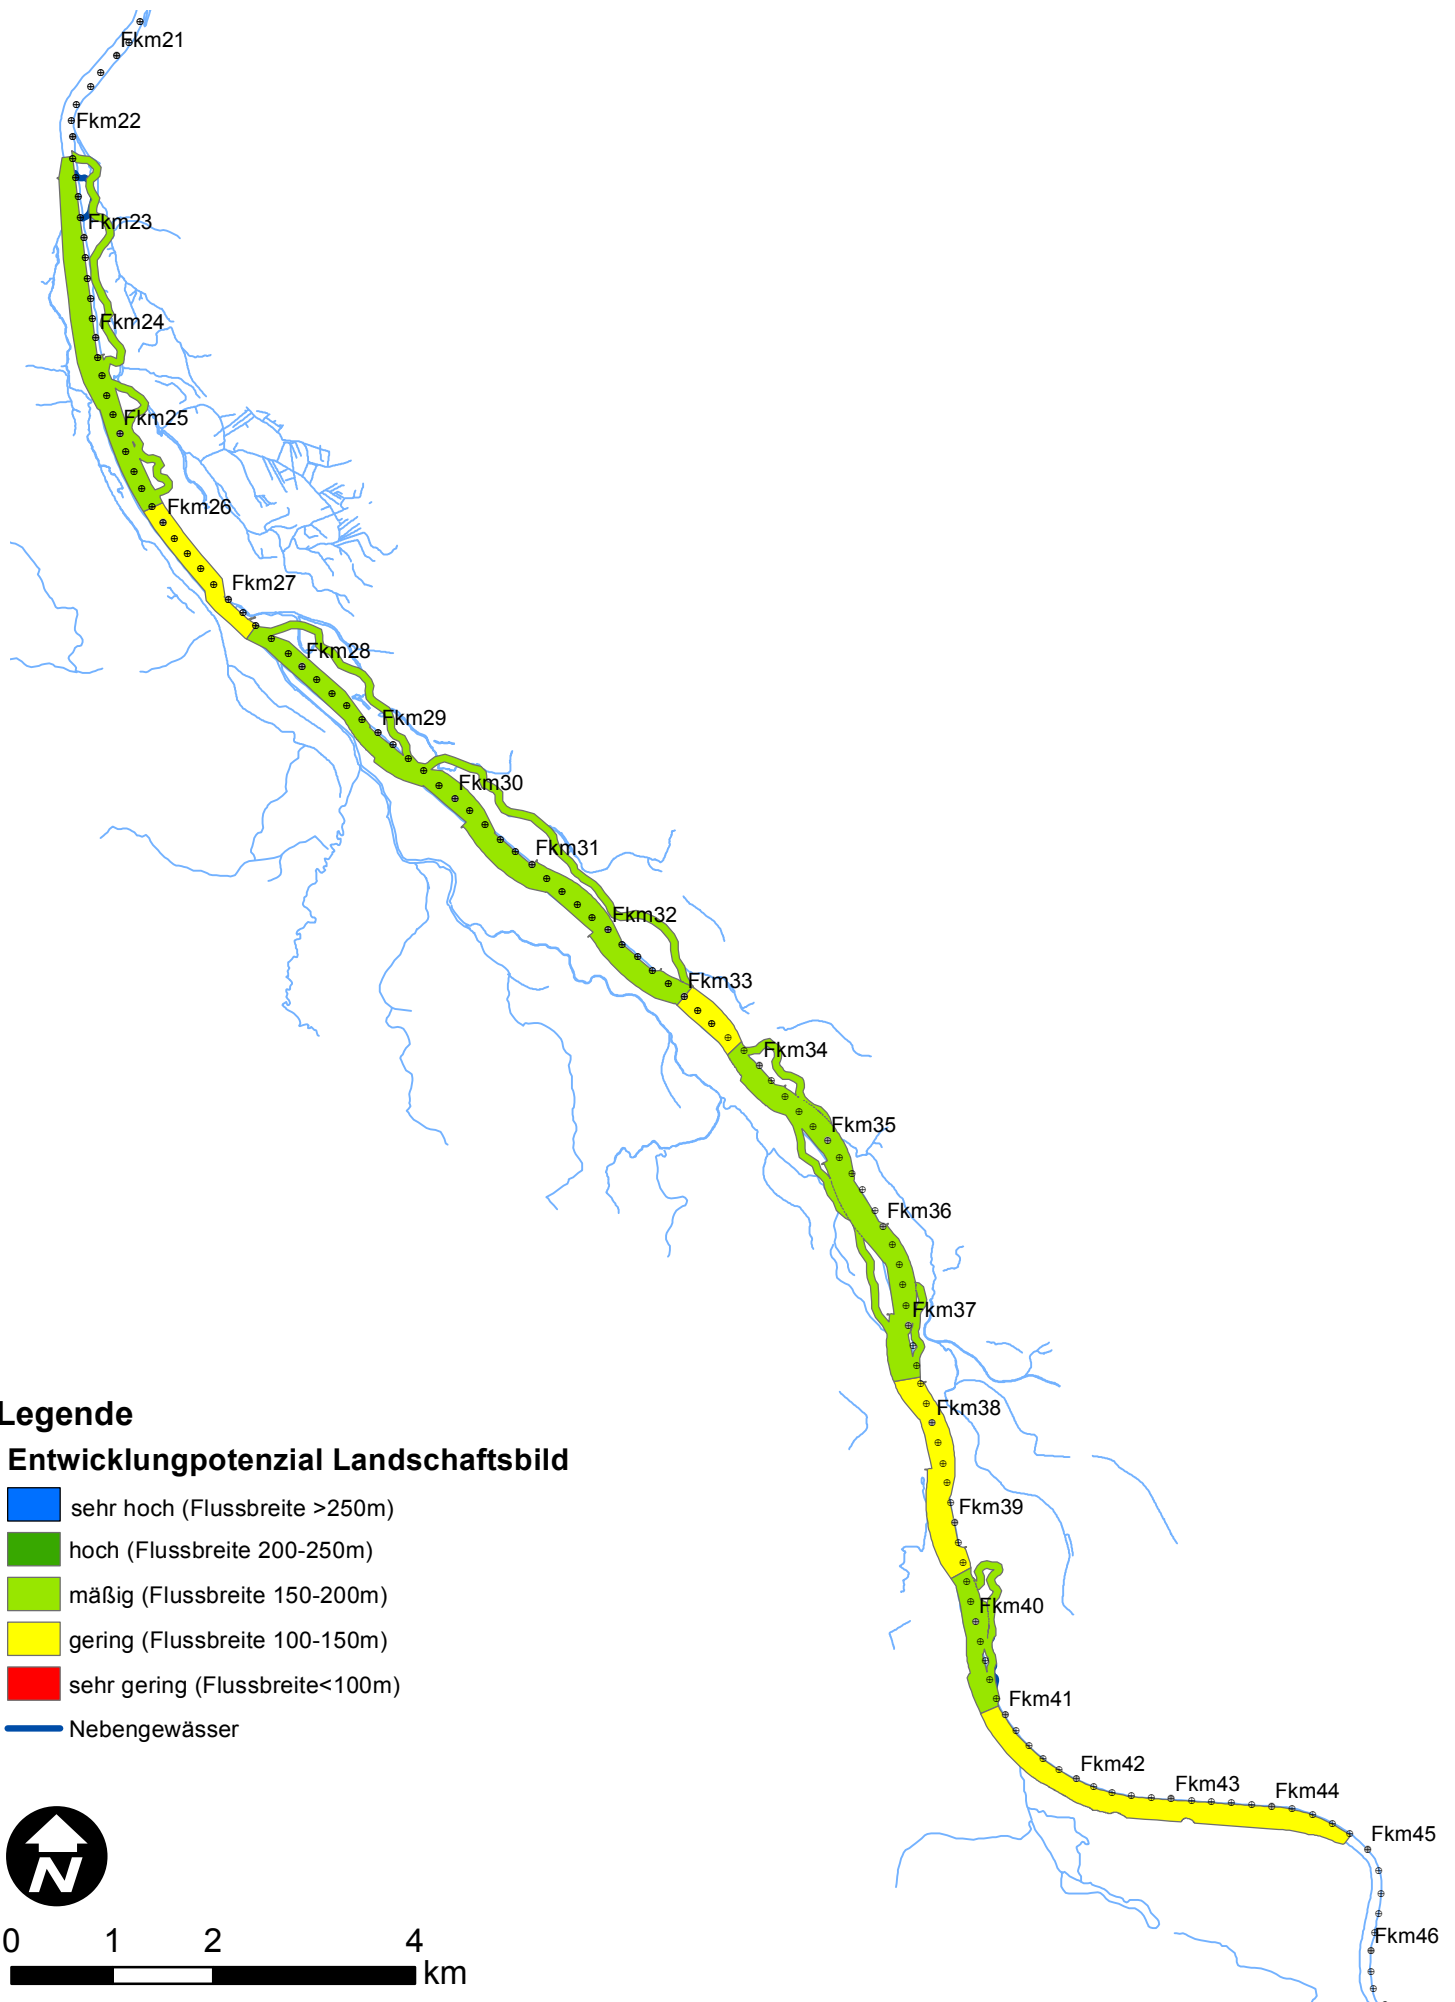 Fkm21
Fkm22
Fkm23
Fkm24
Fkm25
Fkm26
Fkm27
Fkm28
Fkm29
Fkm30
Fkm31
Fkm32
Fkm33
Fkm34
Fkm35
Fkm36
Fkm37
Fkm38
Fkm39
Fkm40
Fkm41
Fkm42
Fkm43
Fkm44
Fkm45
Fkm46
Legende
Entwicklungpotenzial Landschaftsbild
sehr hoch (Flussbreite >250m)
hoch (Flussbreite 200-250m)
mäßig (Flussbreite 150-200m)
gering (Flussbreite 100-150m)
sehr gering (Flussbreite<100m)
Nebengewässer
N
0 1 2 4
km